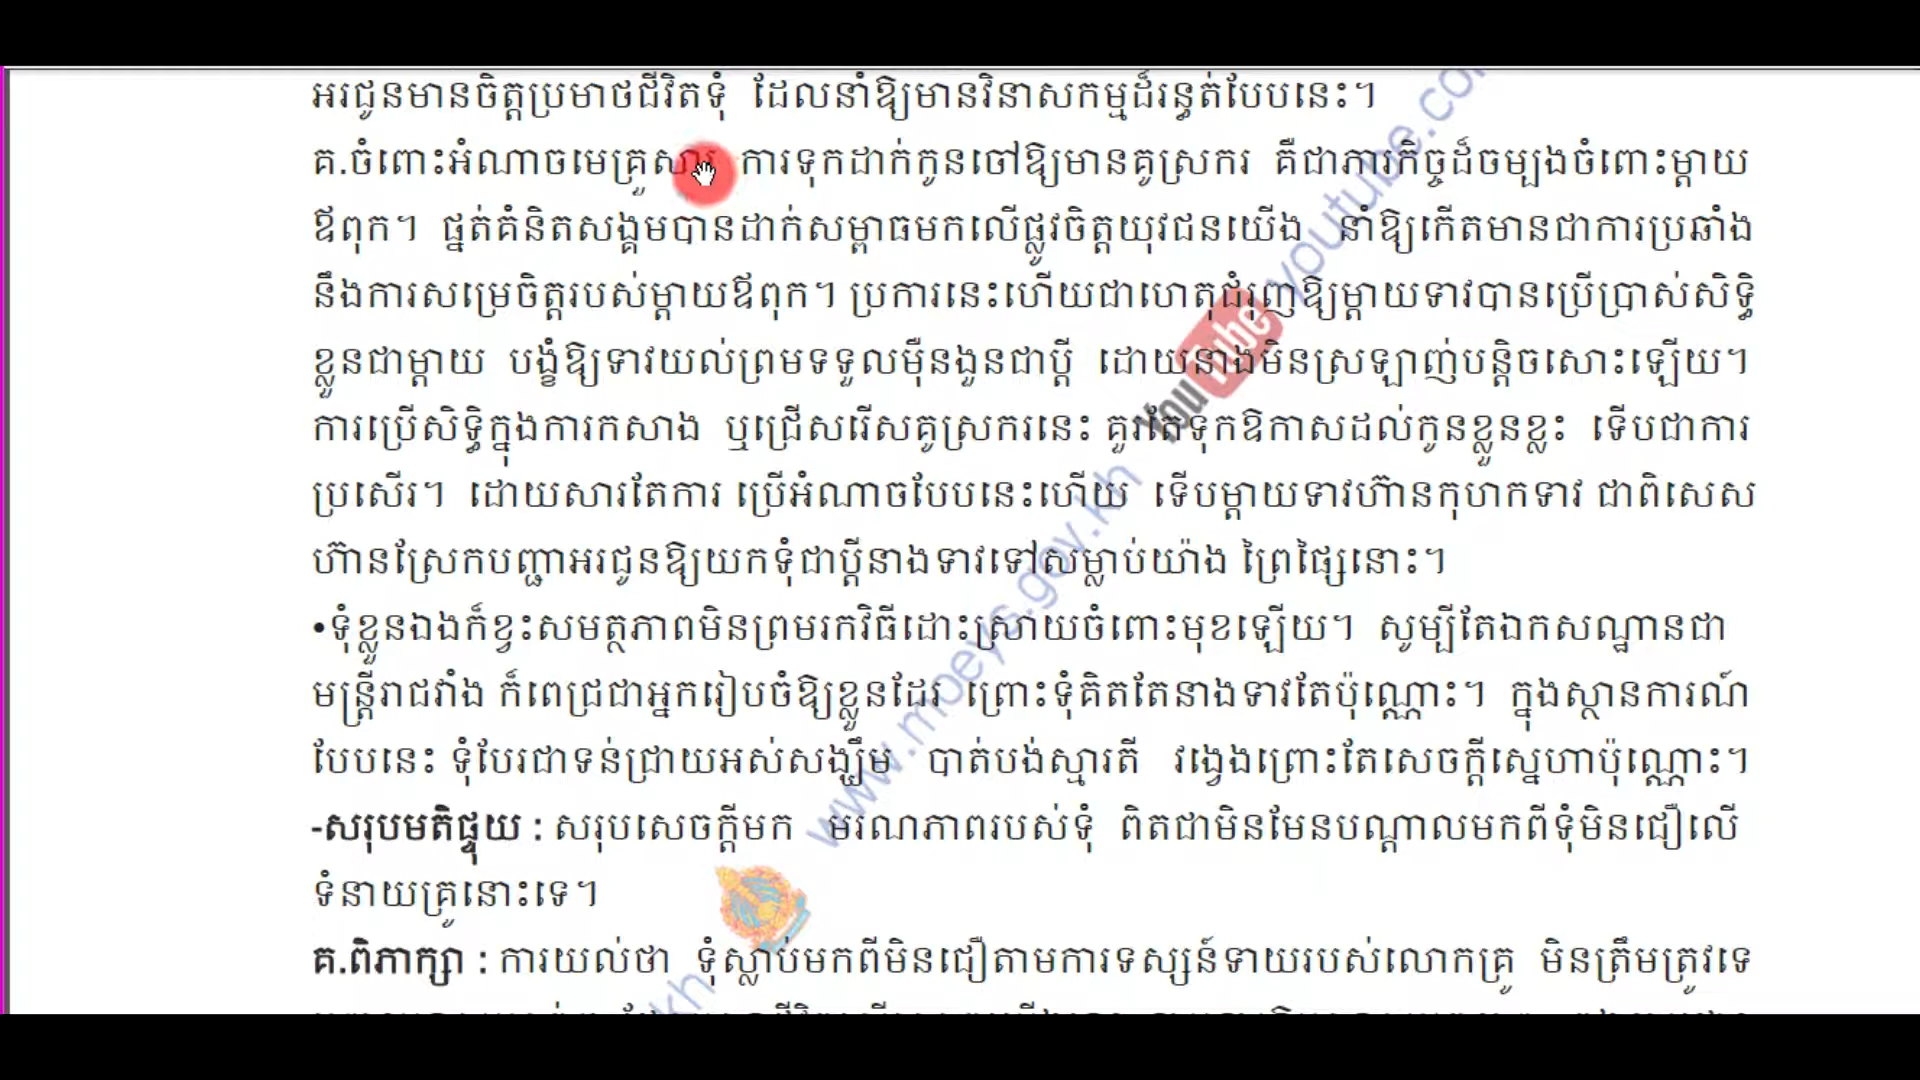 អរជូនមានចិត្តប្រមាថជីវិតទុំ ដែលនាំឱ្យមានវិនាសកម្មដ៏រន្ធត់បែបនេះ។
គ.ចំពោះអំណាចមេគ្រួសារ ការទុកដាក់កូនចៅឱ្យមានគូស្រករ គឺជាភារកិច្ចដ៏ចម្បងចំពោះម្តាយ
ឪពុក។ ផ្នត់គំនិតសង្គមបានដាក់សម្ពាធមកលើផ្លូវចិត្តយុវជនយើង នាំឱ្យកើតមានជាការប្រឆាំង
នឹងការសម្រេចិត្តរបស់ម្តាយឪពុក។ ប្រការនេះហើយជាហេតុជំរុញឱ្យម្តាយទាវបានប្រើប្រាស់សិទ្ធិ
ខ្លួនជាម្តាយ បង្ខំឱ្យទាវយល់ព្រមទទួលម៉ឺនងួនជាប្តី ដោយនាងមិនស្រឡាញ់បន្តិចសោះឡើយ។
ការប្រើសិទ្ធិក្នុងការកសាង ឬជ្រើសរើសគូស្រករនេះ គួរតែទុកឱកាសដល់កូនខ្លួនខ្លះ ទើបជាការ
ប្រសើរ។ ដោយសារតែការ ប្រើអំណាចបែបនេះហើយ ទើបម្តាយទាវហ៊ានកុហកទាវ ជាពិសេស
ហ៊ានស្រែកបញ្ជាអរជូនឱ្យយកទុំជាប្តីនាងទាវទៅសម្លាប់យ៉ាង ព្រៃផ្សៃនោះ។
•ទុំខ្លួនឯងក៏ខ្វះសមត្ថភាពមិនព្រមរកវិធីដោះស្រាយចំពោះមុខឡើយ។ សូម្បីតែឯកសណ្ឋានជា
មន្ត្រីរាជវាំង ក៏ពេជ្រជាអ្នករៀបចំឱ្យខ្លួនដែរ ព្រោះទុំគិតតែនាងទាវតែប៉ុណ្ណោះ។ ក្នុងស្ថានការណ៍
បែបនេះ ទុំបែរជាទន់ជ្រាយអស់សង្ឃឹម បាត់បង់ស្មារតី វង្វេងព្រោះតែសេចក្តីស្នេហាប៉ុណ្ណោះ។
-សរុបមតិផ្ទុយ : សរុបសេចក្តីមក មរណភាពរបស់ទុំ ពិតជាមិនមែនបណ្តាលមកពីទុំមិនជឿលើ
ទំនាយគ្រូនោះទេ។
គ.ពិភាក្សា : ការយល់ថា ទុំស្លាប់មកពីមិនជឿតាមការទស្សន៍ទាយរបស់លោកគ្រូ មិនត្រឹមត្រូវទេ
www.moeys.gov.kh
YouTube youtube.co